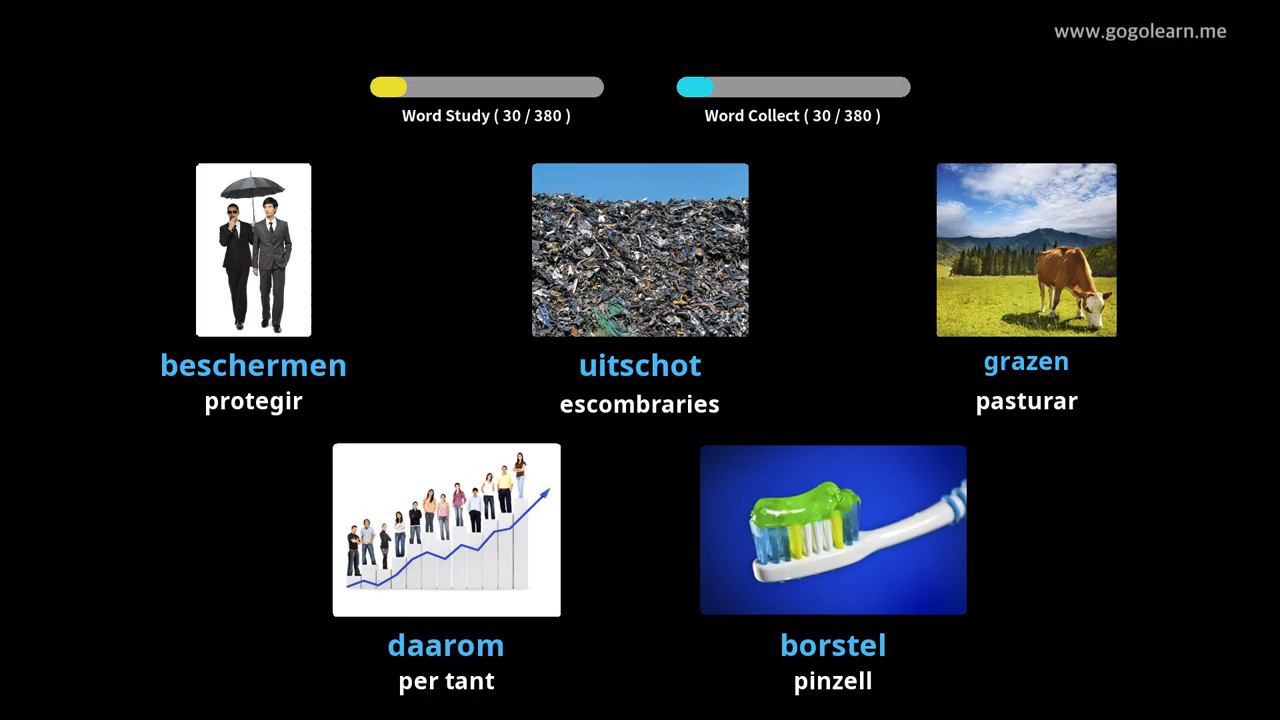 www.gogolearn.me
Word Study ( 30 / 380 )
Word Collect ( 30 / 380 )
beschermen
protegir
uitschot
escombraries
grazen
pasturar
daarom
per tant
borstel
pinzell